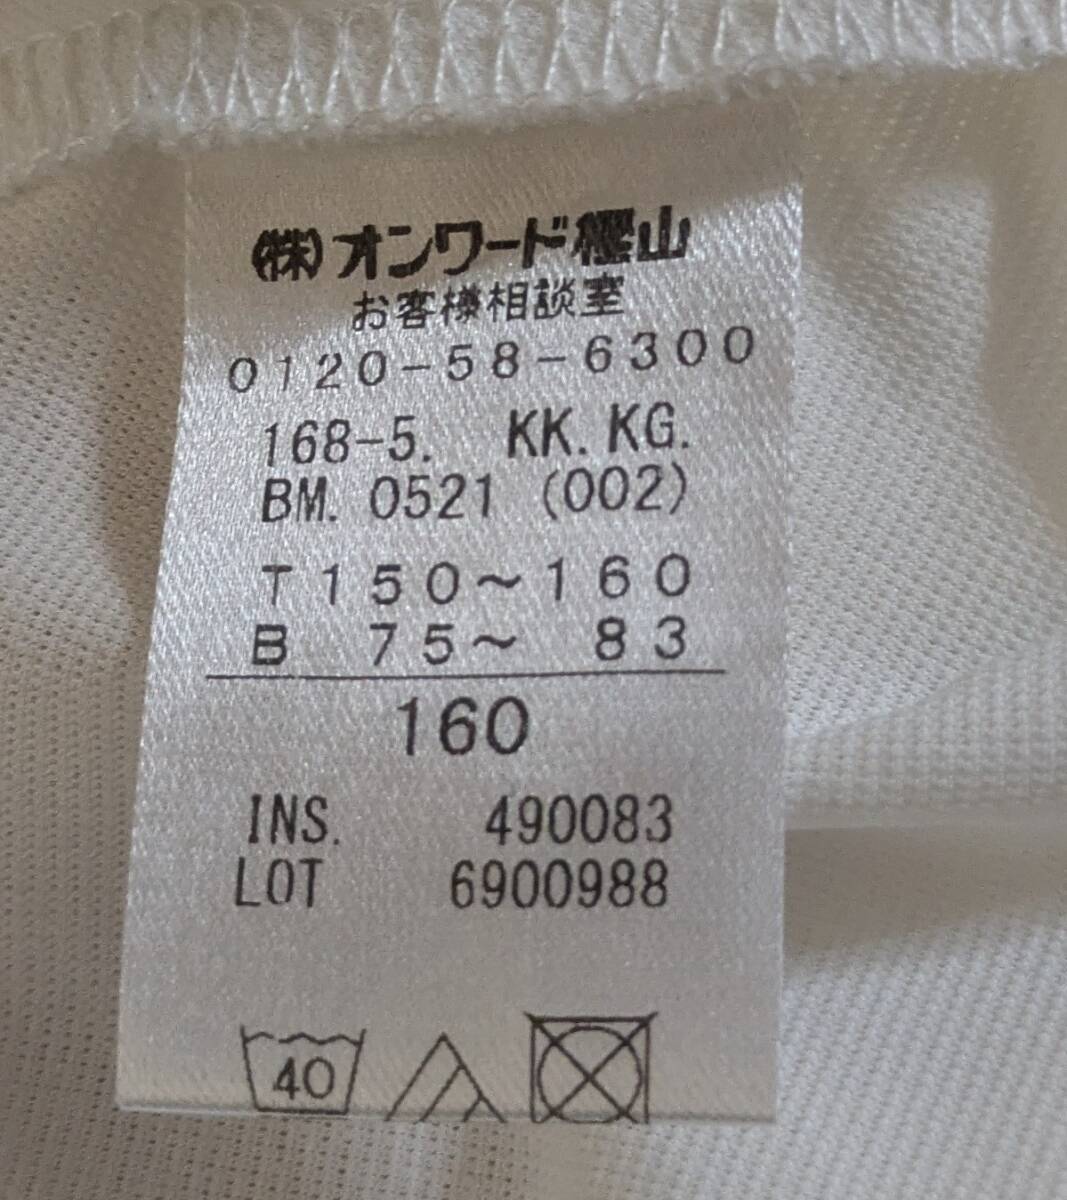 (株)オンワード樫山
お客様相談室
0120-58-6300
168-5. KK.KG.
BM. 0521 (002)
T150~160
B 75~ 83
160
INS. 490083
LOT 6900988
40